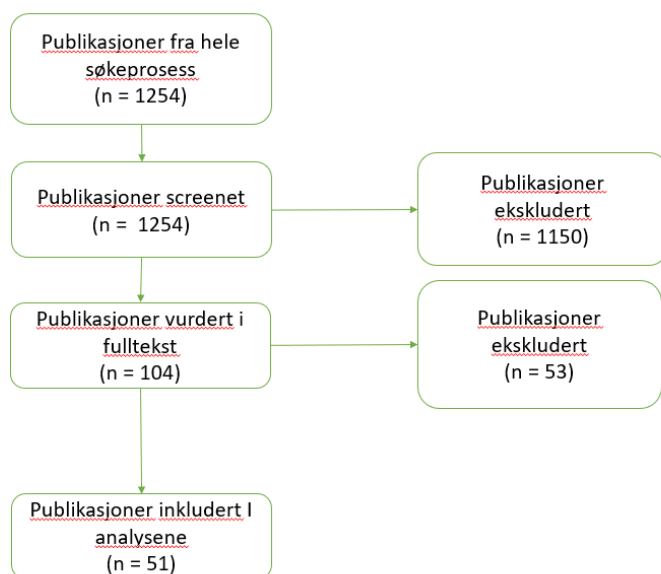 Publikasjoner fra hele
søkeprosess
(n = 1254)
Publikasjoner screenet
(n = 1254)
Publikasjoner
ekskludert
(n = 1150)
Publikasjoner vurdert i
fulltekst
(n = 104)
Publikasjoner
ekskludert
(n = 53)
Publikasjoner inkludert I
analysene
(n = 51)